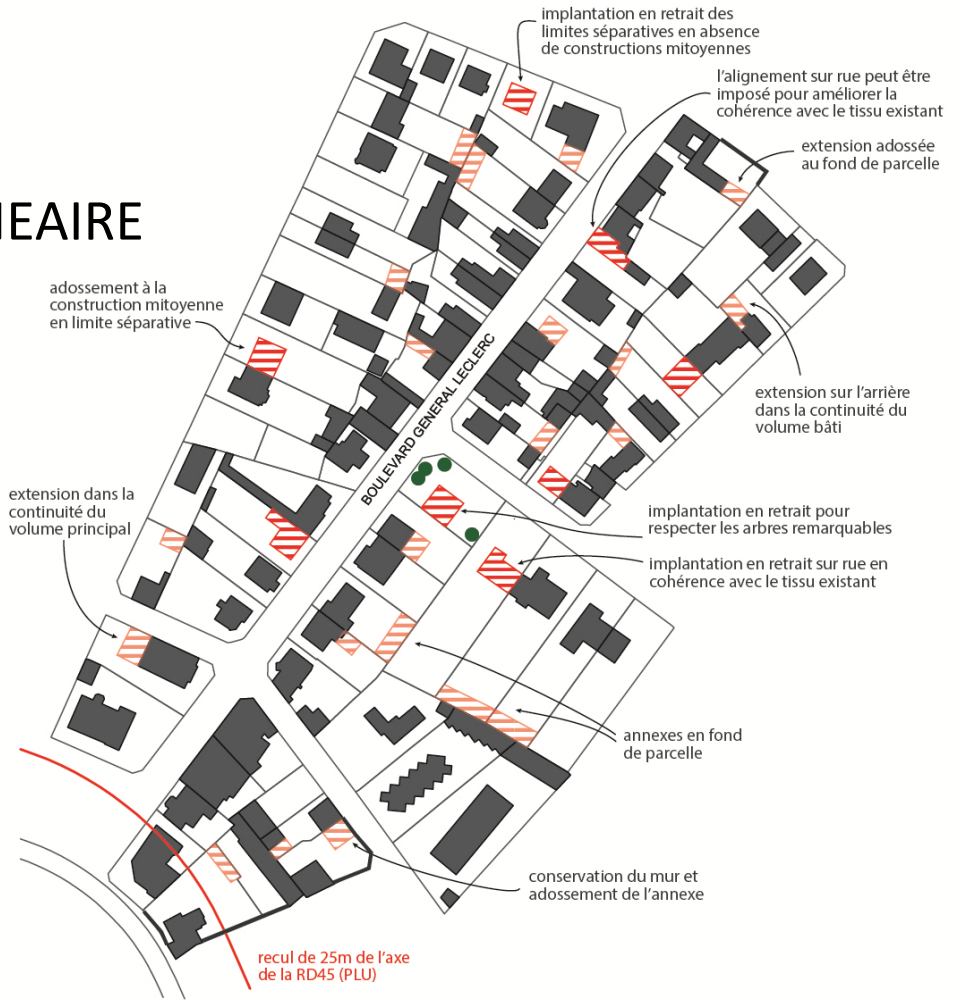 implantation en retrait des
limites séparatives en absence
de constructions mitoyennes
l'alignement sur rue peut être
imposé pour améliorer la
cohérence avec le tissu existant
extension adossée
au fond de parcelle
EAIRE
adossement à la
construction mitoyenne
en limite séparative
BOULEVARD GENERAL LECLERC
extension sur l'arrière
dans la continuité du
volume bâti
extension dans la
continuité du
volume principal
implantation en retrait pour
respecter les arbres remarquables
implantation en retrait sur rue en
cohérence avec le tissu existant
annexes en fond
de parcelle
conservation du mur et
adossement de l'annexe
recul de 25m de l'axe
de la RD45 (PLU)